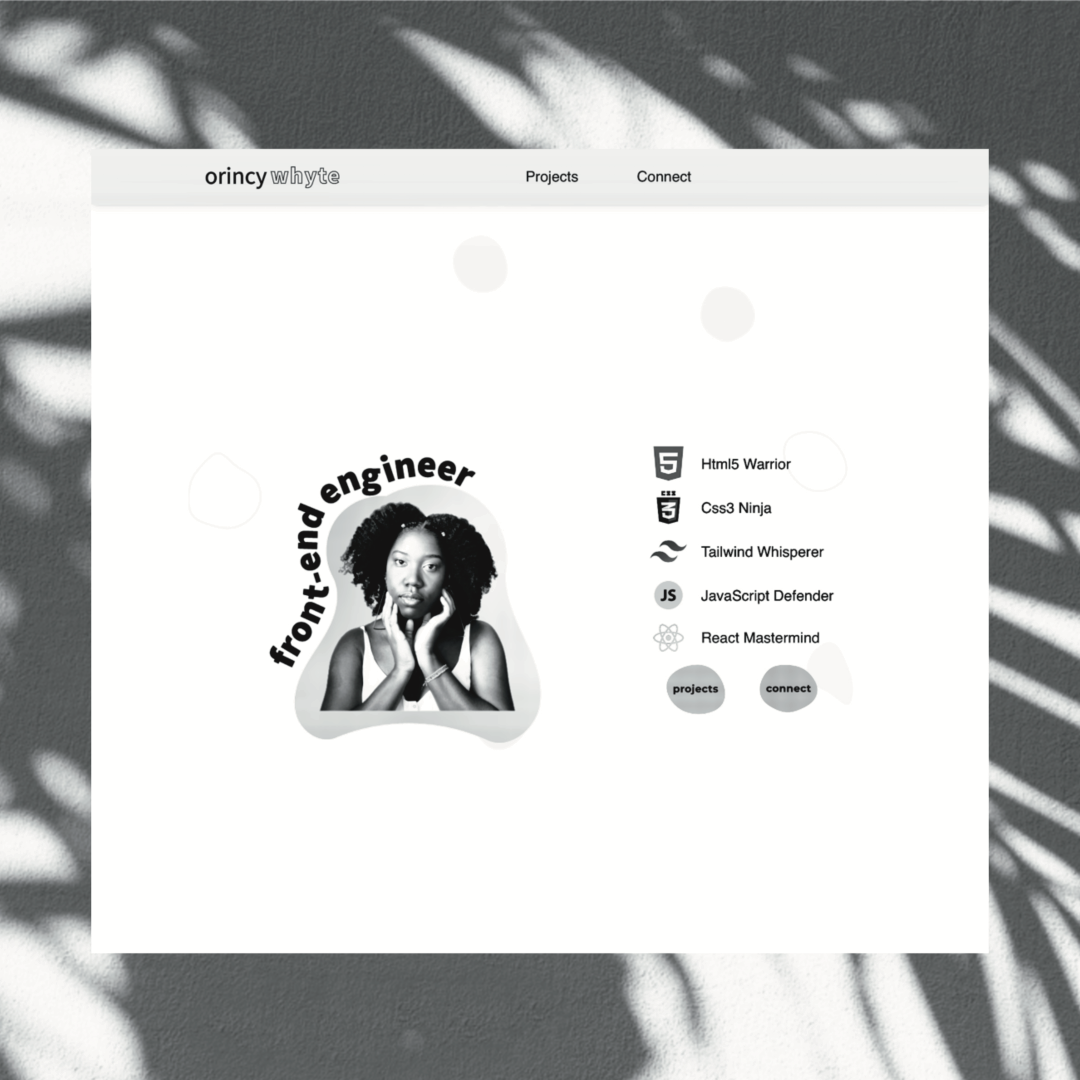 orincy whyte
Projects
Connect
front-end engineer
5 Html5 Warrior
CSS
3 Css3 Ninja
Tailwind Whisperer
JS JavaScript Defender
React Mastermind
projects
connect